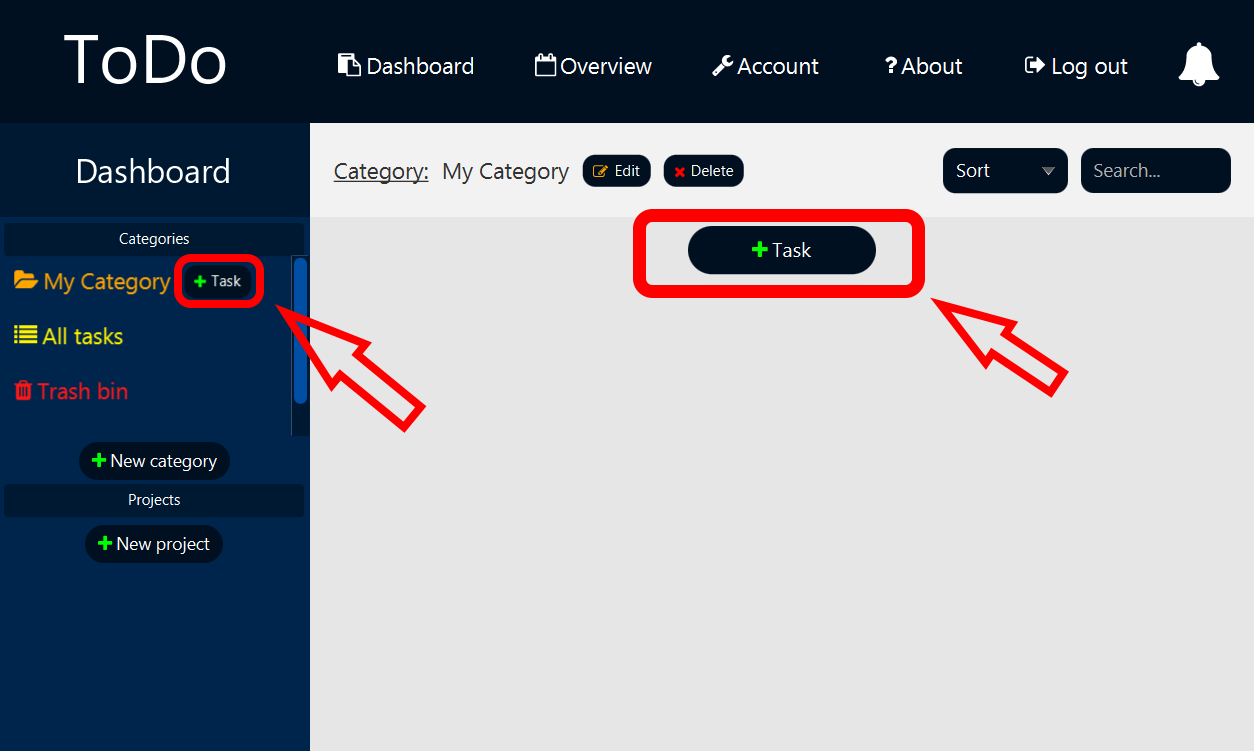 ToDo
Dashboard Overview Account ? About Log out
Dashboard
Category: My Category Edit Delete Sort Search...
Categories
+ Task
My Category + Task
All tasks
Trash bin
+ New category
Projects
+ New project